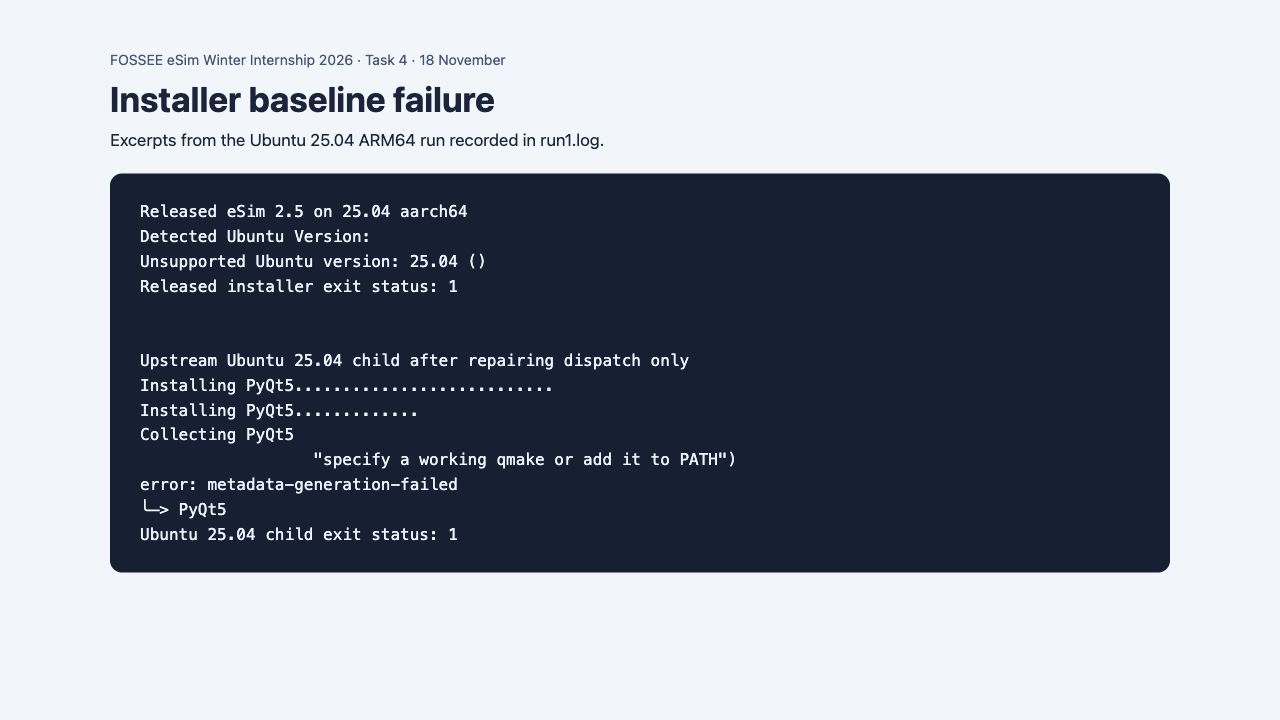 FOSSEE eSim Winter Internship 2026 · Task 4 · 18 November
Installer baseline failure
Excerpts from the Ubuntu 25.04 ARM64 run recorded in run1.log.
Released eSim 2.5 on 25.04 aarch64
Detected Ubuntu Version:
Unsupported Ubuntu version: 25.04 ()
Released installer exit status: 1
Upstream Ubuntu 25.04 child after repairing dispatch only
Installing PyQt5...........................
Installing PyQt5.............
Collecting PyQt5
"specify a working qmake or add it to PATH")
error: metadata-generation-failed
╰─> PyQt5
Ubuntu 25.04 child exit status: 1